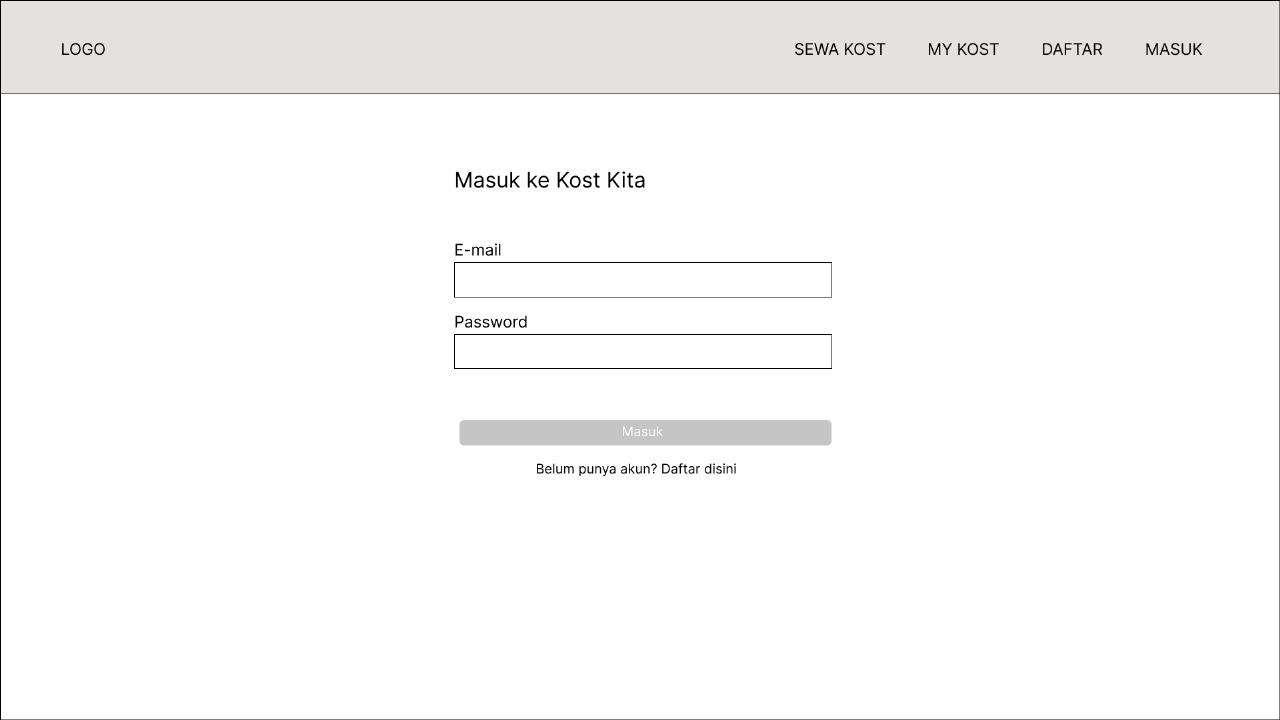 LOGO SEWA KOST MY KOST DAFTAR MASUK
Masuk ke Kost Kita
E-mail
Password
Masuk
Belum punya akun? Daftar disini